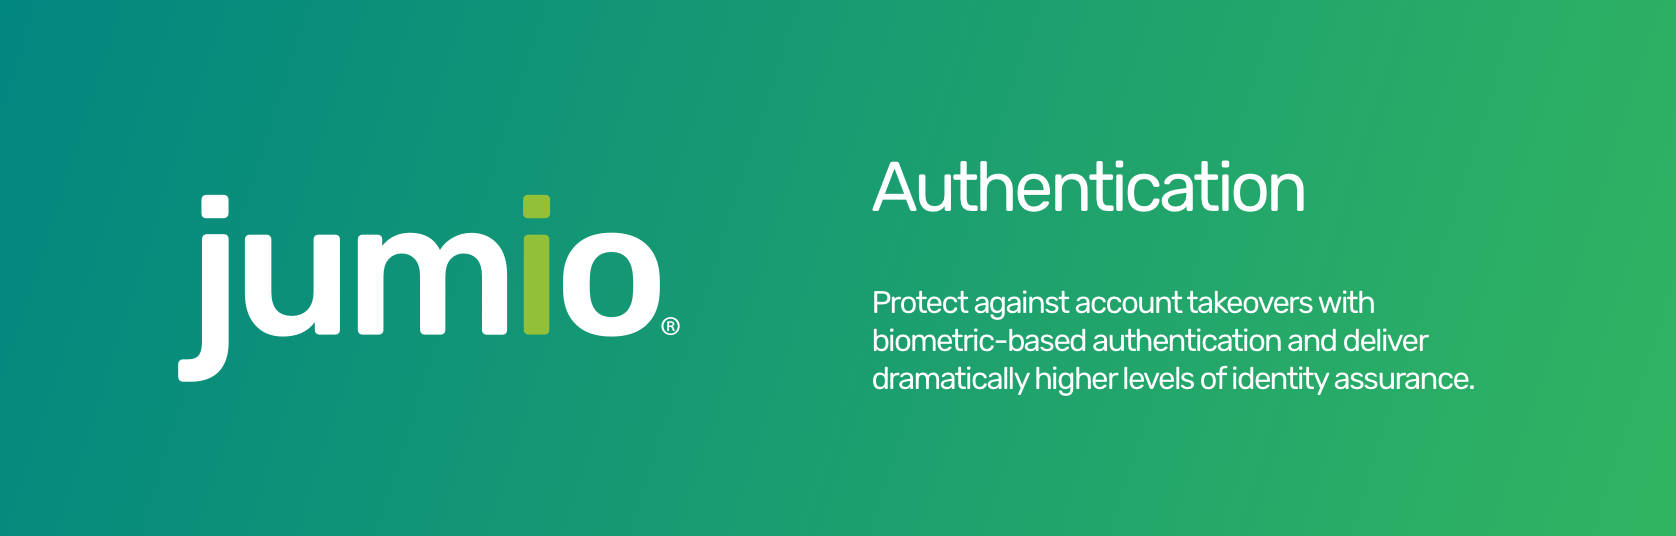 jumio®
Authentication
Protect against account takeovers with
biometric-based authentication and deliver
dramatically higher levels of identity assurance.